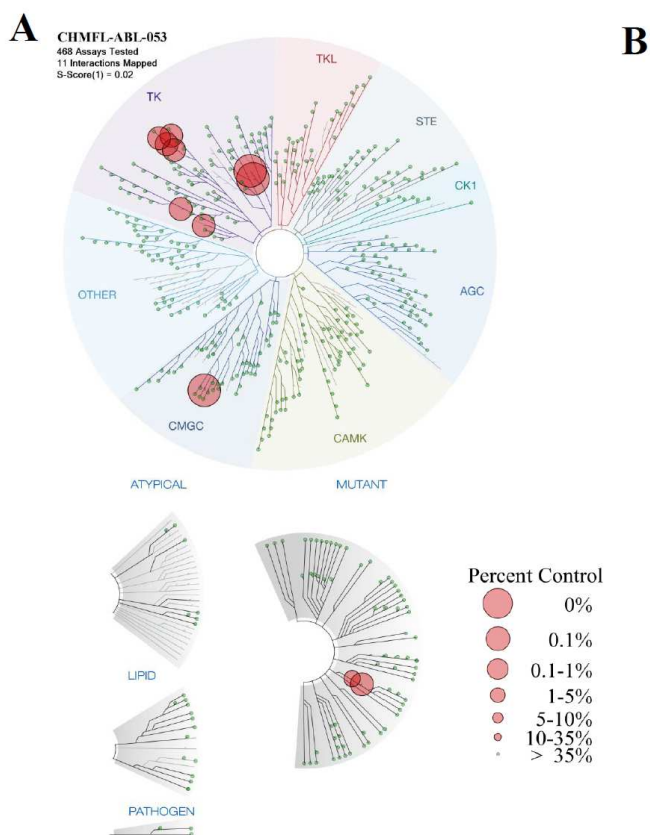 A
CHMFL-ABL-053
468 Assays Tested
11 Interactions Mapped
S-Score(1) = 0.02
B
TKL
TK
STE
CK1
OTHER
AGC
CMGC
CAMK
ATYPICAL
MUTANT
Percent Control
0%
0.1%
0.1-1%
1-5%
5-10%
10-35%
> 35%
LIPID
PATHOGEN